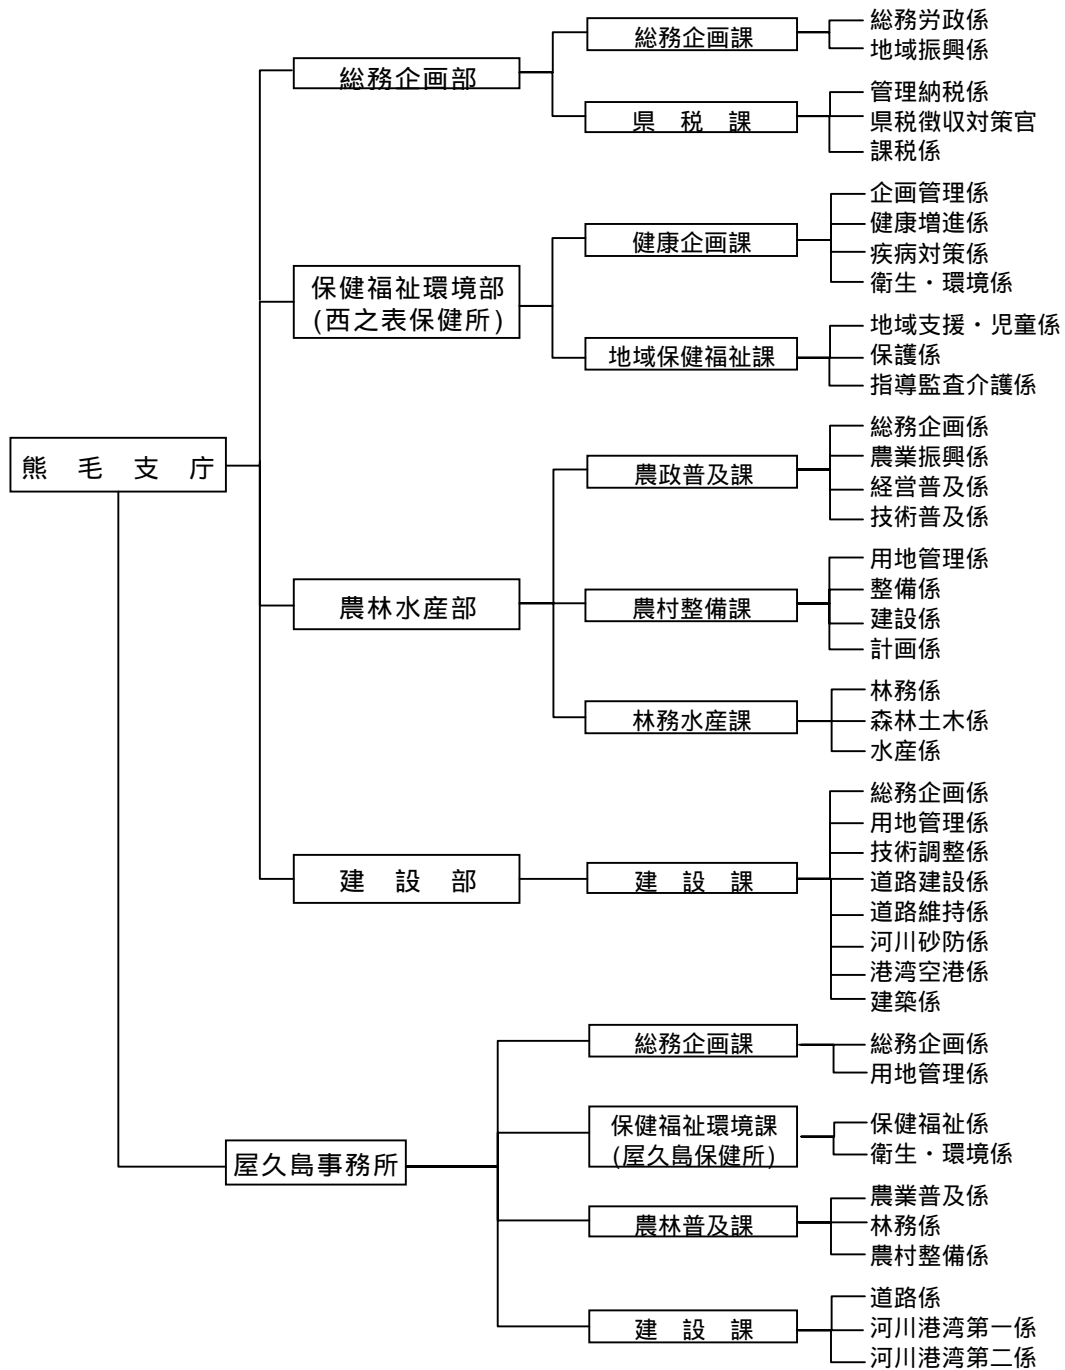 熊毛支庁
総務企画部
総務企画課
総務労政係
地域振興係
県税課
管理納税係
県税徴収対策官
課税係
保健福祉環境部
(西之表保健所)
健康企画課
企画管理係
健康増進係
疾病対策係
衛生・環境係
地域保健福祉課
地域支援・児童係
保護係
指導監査介護係
農林水産部
農政普及課
総務企画係
農業振興係
経営普及係
技術普及係
農村整備課
用地管理係
整備係
建設係
計画係
林務水産課
林務係
森林土木係
水産係
建設部
建設課
総務企画係
用地管理係
技術調整係
道路建設係
道路維持係
河川砂防係
港湾空港係
建築係
屋久島事務所
総務企画課
総務企画係
用地管理係
保健福祉環境課
(屋久島保健所)
保健福祉係
衛生・環境係
農林普及課
農業普及係
林務係
農村整備係
建設課
道路係
河川港湾第一係
河川港湾第二係